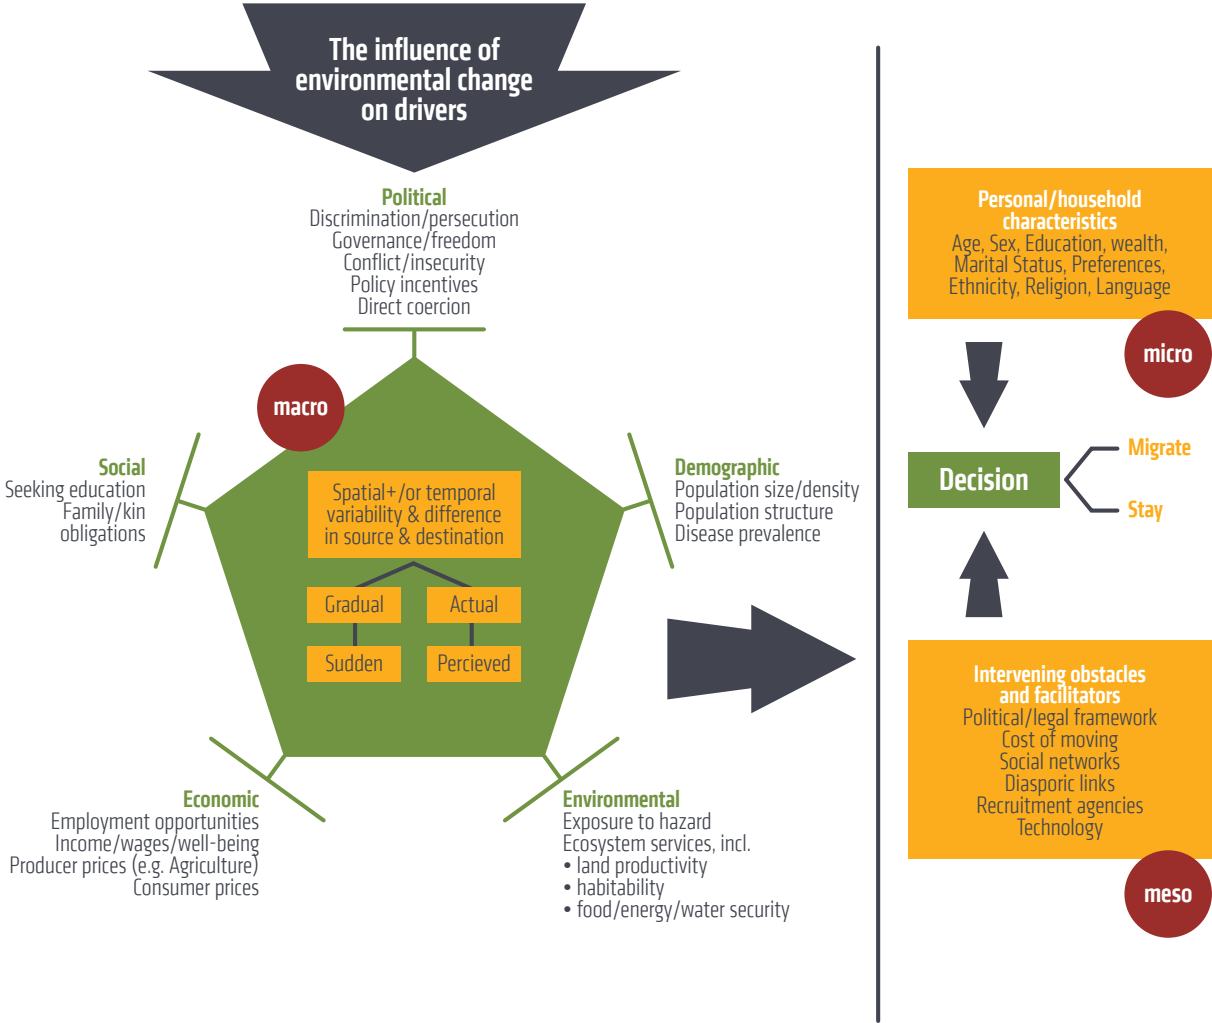 The influence of
environmental change
on drivers
Political
Discrimination/persecution
Governance/freedom
Conflict/insecurity
Policy incentives
Direct coercion
macro
Social
Seeking education
Family/kin
obligations
Demographic
Population size/density
Population structure
Disease prevalence
Spatial+/or temporal
variability & difference
in source & destination
Gradual
Actual
Sudden
Percieved
Economic
Employment opportunities
Income/wages/well-being
Producer prices (e.g. Agriculture)
Consumer prices
Environmental
Exposure to hazard
Ecosystem services, incl.
• land productivity
• habitability
• food/energy/water security
Personal/household
characteristics
Age, Sex, Education, wealth,
Marital Status, Preferences,
Ethnicity, Religion, Language
micro
Decision
Migrate
Stay
Intervening obstacles
and facilitators
Political/legal framework
Cost of moving
Social networks
Diasporic links
Recruitment agencies
Technology
meso